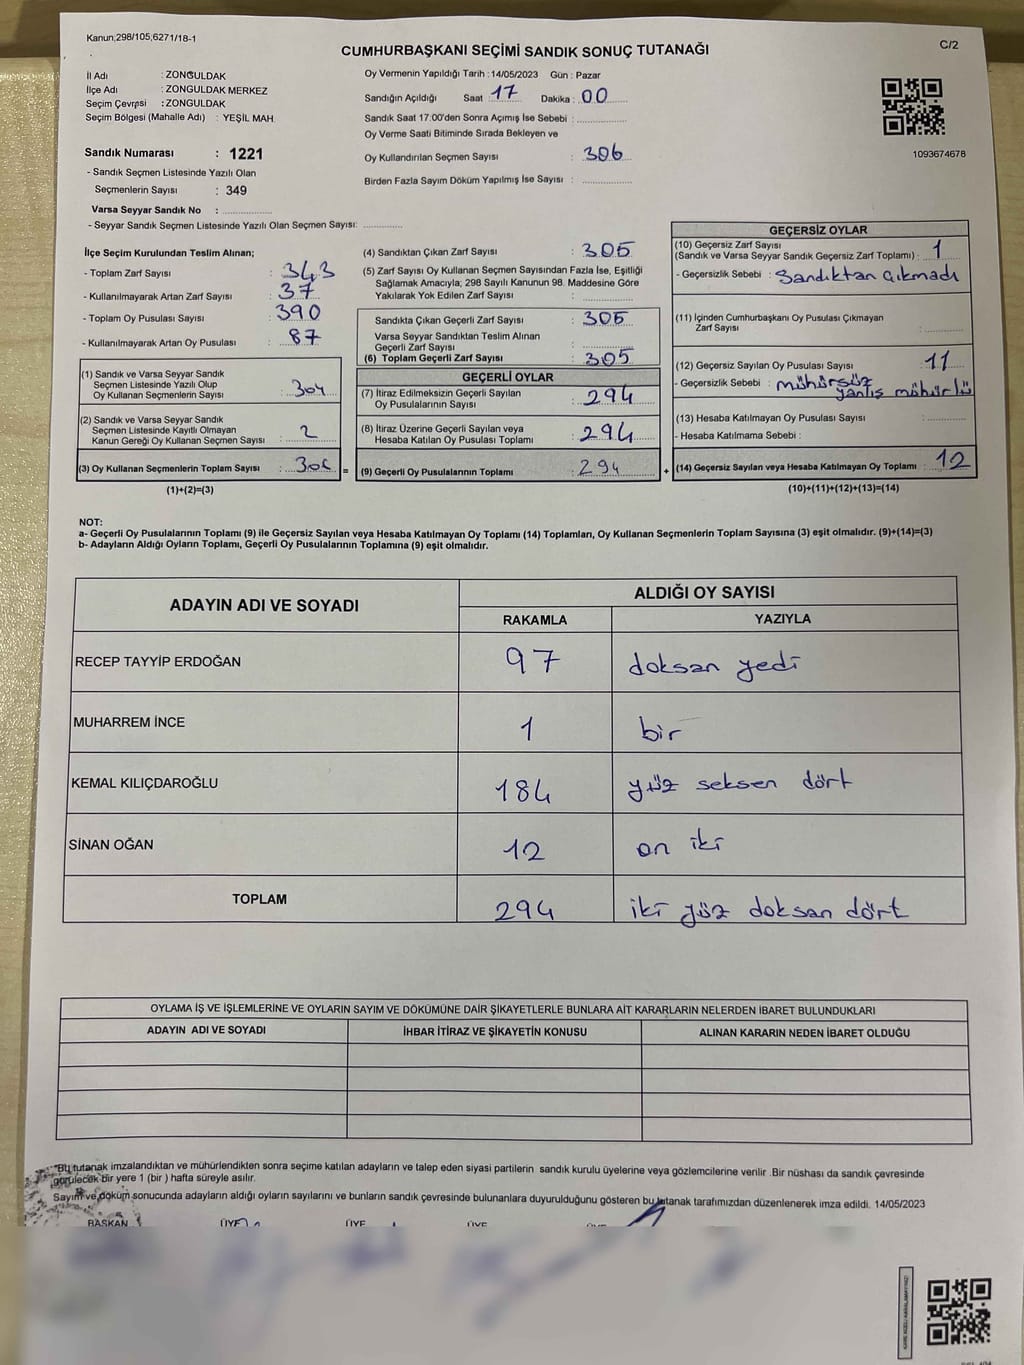 Kanun;298/105;6271/18-1
C/2
CUMHURBAŞKANI SEÇİMİ SANDIK SONUÇ TUTANAĞI
İl Adı : ZONGULDAK
İlçe Adı : ZONGULDAK MERKEZ
Seçim Çevresi : ZONGULDAK
Seçim Bölgesi (Mahalle Adı) : YEŞİL MAH.
Oy Vermenin Yapıldığı Tarih : 14/05/2023 Gün : Pazar
Sandığın Açıldığı Saat 17 Dakika : 00
Sandık Saat 17:00'den Sonra Açımış İse Sebebi :
Oy Verme Saati Bitiminde Sırada Bekleyen ve
Oy Kullandırılan Seçmen Sayısı : 306
Birden Fazla Sayım Döküm Yapılmış İse Sayısı :
1093674678
Sandık Numarası : 1221
- Sandık Seçmen Listesinde Yazılı Olan
Seçmenlerin Sayısı : 349
Varsa Seyyar Sandık No :
- Seyyar Sandık Seçmen Listesinde Yazılı Olan Seçmen Sayısı:
İlçe Seçim Kurulundan Teslim Alınan;
- Toplam Zarf Sayısı : 343
- Kullanılmayarak Artan Zarf Sayısı : 37
- Toplam Oy Pusulası Sayısı : 390
- Kullanılmayarak Artan Oy Pusulası : 87
(1) Sandık ve Varsa Seyyar Sandık
Seçmen Listesinde Yazılı Olup
Oy Kullanan Seçmenlerin Sayısı : 304
(2) Sandık ve Varsa Seyyar Sandık
Seçmen Listesinde Kayıtlı Olmayan
Kanun Gereği Oy Kullanan Seçmen Sayısı : 2
(3) Oy Kullanan Seçmenlerin Toplam Sayısı : 306 =
(1)+(2)=(3)
(4) Sandıktan Çıkan Zarf Sayısı : 305
(5) Zarf Sayısı Oy Kullanan Seçmen Sayısından Fazla İse, Eşitliği
Sağlamak Amacıyla; 298 Sayılı Kanunun 98. Maddesine Göre
Yakılarak Yok Edilen Zarf Sayısı :
Sandıkta Çıkan Geçerli Zarf Sayısı : 305
Varsa Seyyar Sandıktan Teslim Alınan
Geçerli Zarf Sayısı :
(6) Toplam Geçerli Zarf Sayısı : 305
GEÇERLİ OYLAR
(7) İtiraz Edilmeksizin Geçerli Sayılan
Oy Pusulalarının Sayısı : 294
(8) İtiraz Üzerine Geçerli Sayılan veya
Hesaba Katılan Oy Pusulası Toplamı : 294
(9) Geçerli Oy Pusulalarının Toplamı : 294 +
GEÇERSİZ OYLAR
(10) Geçersiz Zarf Sayısı
(Sandık ve Varsa Seyyar Sandık Geçersiz Zarf Toplamı) : 1
- Geçersizlik Sebebi : Sandıktan çıkmadı
(11) İçinden Cumhurbaşkanı Oy Pusulası Çıkmayan
Zarf Sayısı :
(12) Geçersiz Sayılan Oy Pusulası Sayısı : 11
- Geçersizlik Sebebi : mühürsüz
yanlış mühürlü
(13) Hesaba Katılmayan Oy Pusulası Sayısı :
- Hesaba Katılmama Sebebi :
(14) Geçersiz Sayılan veya Hesaba Katılmayan Oy Toplamı : 12
(10)+(11)+(12)+(13)=(14)
NOT:
a- Geçerli Oy Pusulalarının Toplamı (9) ile Geçersiz Sayılan veya Hesaba Katılmayan Oy Toplamı (14) Toplamları, Oy Kullanan Seçmenlerin Toplam Sayısına (3) eşit olmalıdır. (9)+(14)=(3)
b- Adayların Aldığı Oyların Toplamı, Geçerli Oy Pusulalarının Toplamına (9) eşit olmalıdır.
ADAYIN ADI VE SOYADI
ALDIĞI OY SAYISI
RAKAMLA YAZIYLA
RECEP TAYYİP ERDOĞAN 97 doksan yedi
MUHARREM İNCE 1 bir
KEMAL KILIÇDAROĞLU 184 yüz seksen dört
SİNAN OĞAN 12 on iki
TOPLAM 294 iki yüz doksan dört
OYLAMA İŞ VE İŞLEMLERİNE VE OYLARIN SAYIM VE DÖKÜMÜNE DAİR ŞİKAYETLERLE BUNLARA AİT KARARLARIN NELERDEN İBARET BULUNDUKLARI
ADAYIN ADI VE SOYADI İHBAR İTİRAZ VE ŞİKAYETİN KONUSU ALINAN KARARIN NEDEN İBARET OLDUĞU
*Bu tutanak imzalandıktan ve mühürlendikten sonra seçime katılan adayların ve talep eden siyasi partilerin sandık kurulu üyelerine veya gözlemcilerine verilir. Bir nüshası da sandık çevresinde
görülecek bir yere 1 (bir ) hafta süreyle asılır.
Sayım ve döküm sonucunda adayların aldığı oyların sayılarını ve bunların sandık çevresinde bulunanlara duyurulduğunu gösteren bu tutanak tarafımızdan düzenlenerek imza edildi. 14/05/2023
BAŞKAN ÜYE ÜYE ÜYE ÜYE